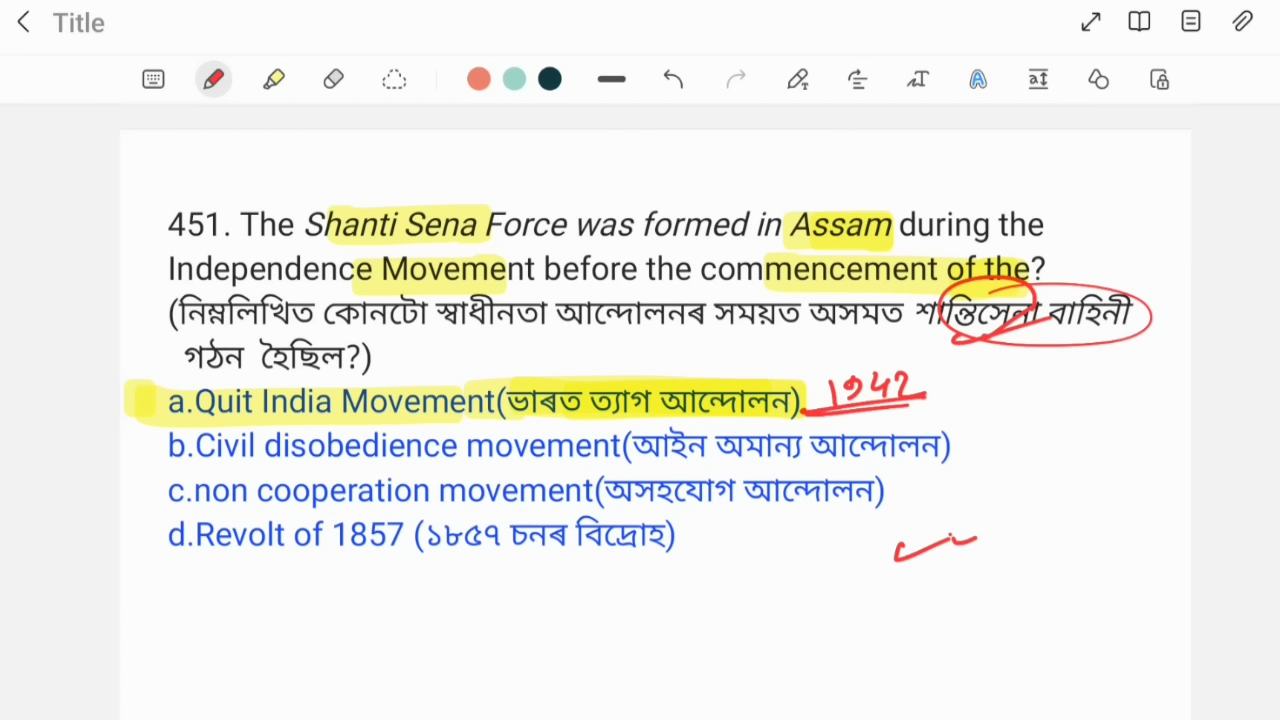 Title
451. The Shanti Sena Force was formed in Assam during the
Independence Movement before the commencement of the?
(নিম্নলিখিত কোনটো স্বাধীনতা আন্দোলনৰ সময়ত অসমত শান্তিসেনা বাহিনী
গঠন হৈছিল?)
a.Quit India Movement(ভাৰত ত্যাগ আন্দোলন) 1942
b.Civil disobedience movement(আইন অমান্য আন্দোলন)
c.non cooperation movement(অসহযোগ আন্দোলন)
d.Revolt of 1857 (১৮৫৭ চনৰ বিদ্ৰোহ)